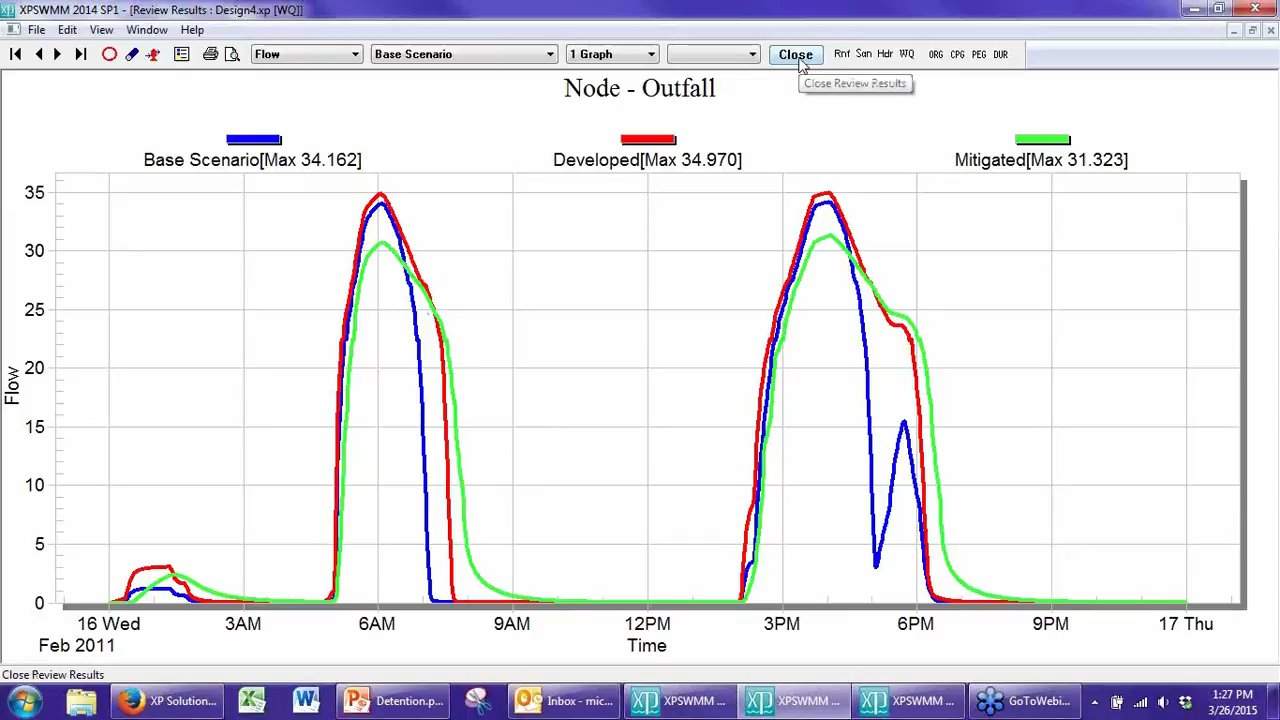 XPSWMM 2014 SP1 - [Review Results : Design4.xp [WQ]]
File Edit View Window Help
Flow Base Scenario 1 Graph Close Rnf San Hdr WQ ORG CPG PEG DUR
Close Review Results
Node - Outfall
Base Scenario[Max 34.162] Developed[Max 34.970] Mitigated[Max 31.323]
35
30
25
20
15
10
5
0
Flow
16 Wed 3AM 6AM 9AM 12PM 3PM 6PM 9PM 17 Thu
Feb 2011 Time
Close Review Results
XP Solution... Detention.p... Inbox - mic... XPSWMM ... XPSWMM ... XPSWMM ... GoToWebi... 1:27 PM
3/26/2015